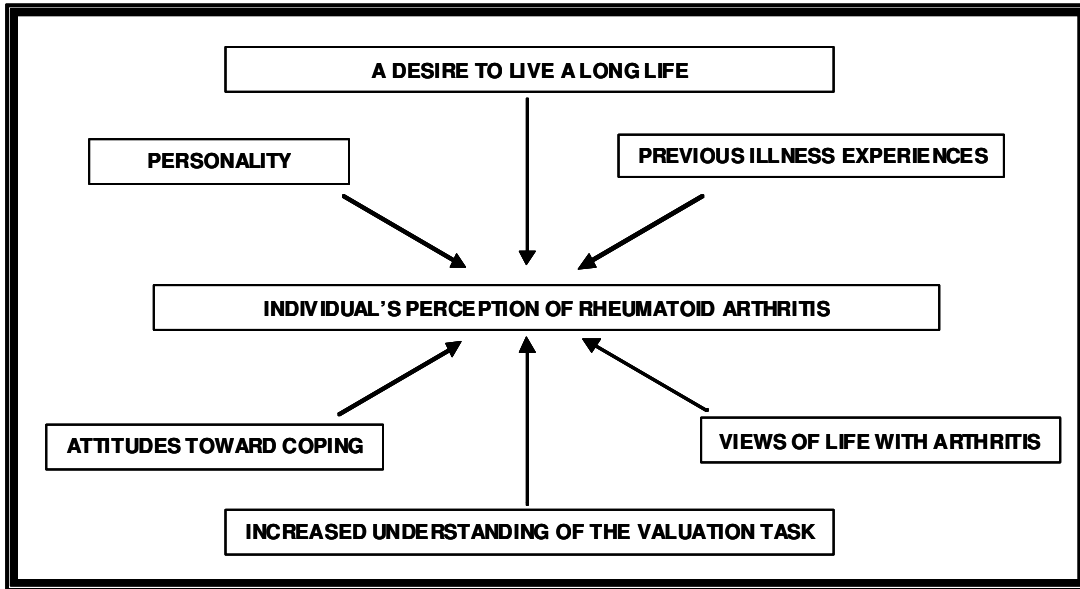 A DESIRE TO LIVE A LONG LIFE
PERSONALITY
PREVIOUS ILLNESS EXPERIENCES
INDIVIDUAL’S PERCEPTION OF RHEUMATOID ARTHRITIS
ATTITUDES TOWARD COPING
VIEWS OF LIFE WITH ARTHRITIS
INCREASED UNDERSTANDING OF THE VALUATION TASK